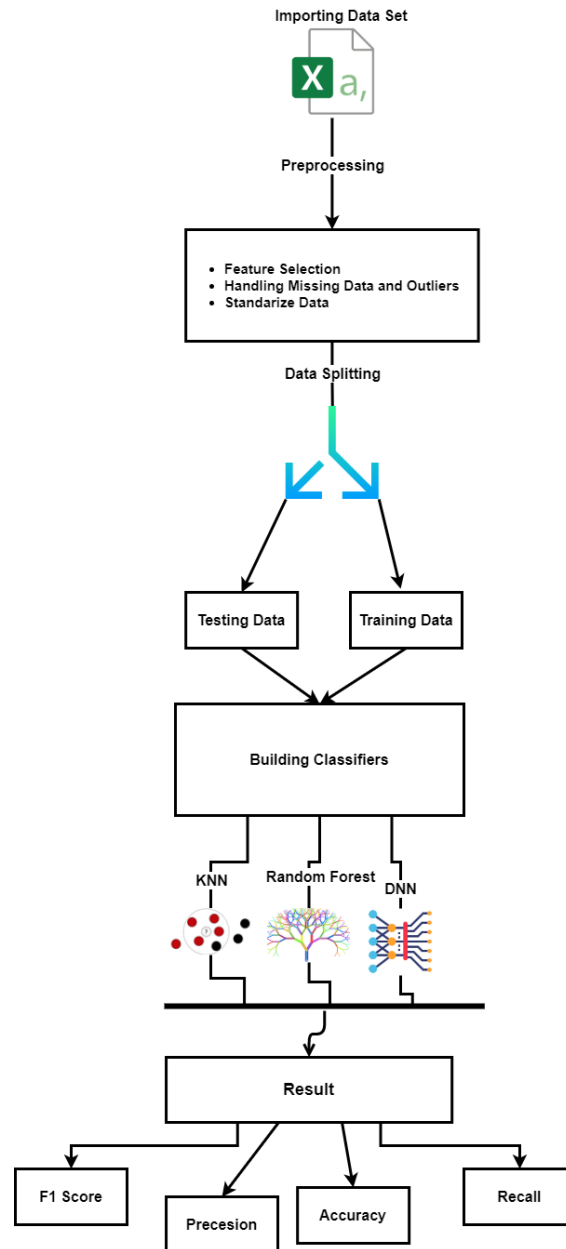 Importing Data Set
X a,
Preprocessing
• Feature Selection
• Handling Missing Data and Outliers
• Standarize Data
Data Splitting
Testing Data
Training Data
Building Classifiers
KNN
Random Forest
DNN
?
Result
F1 Score
Precesion
Accuracy
Recall